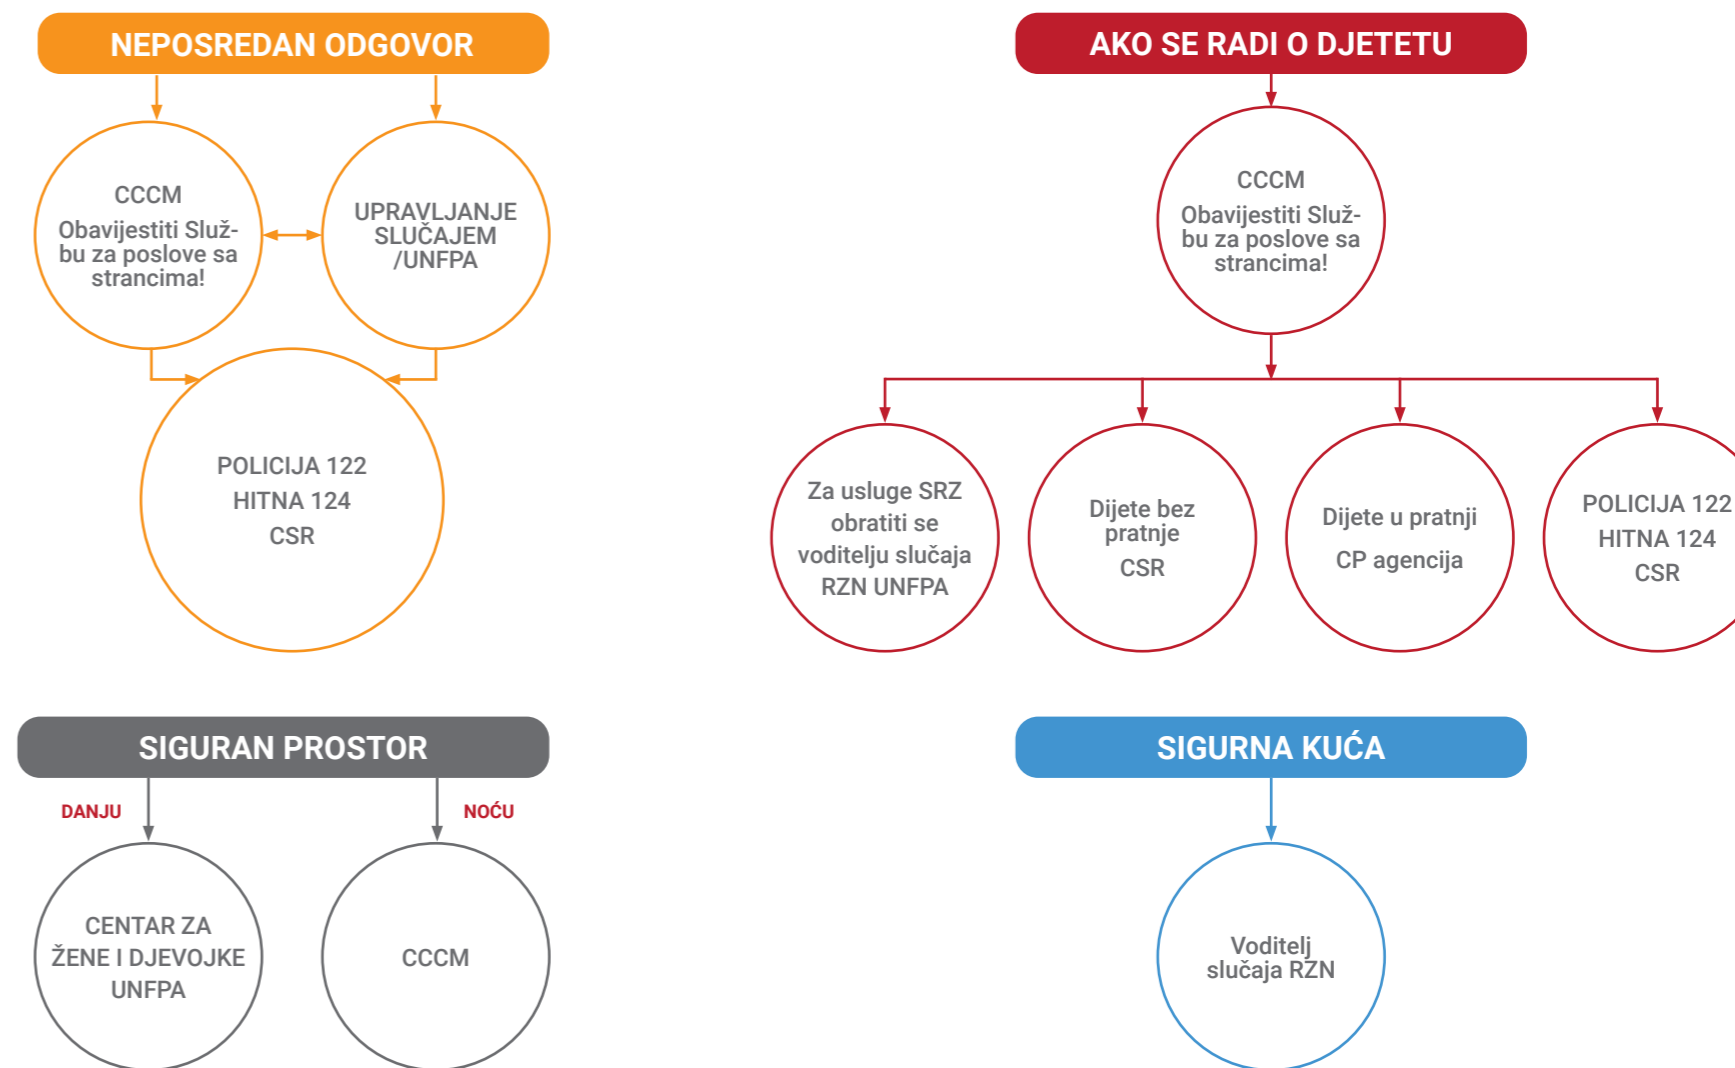 NEPOSREDAN ODGOVOR
CCCM
Obavijestiti Služ-
bu za poslove sa
strancima!
UPRAVLJANJE
SLUČAJEM
/UNFPA
POLICIJA 122
HITNA 124
CSR
AKO SE RADI O DJETETU
CCCM
Obavijestiti Služ-
bu za poslove sa
strancima!
Za usluge SRZ
obratiti se
voditelju slučaja
RZN UNFPA
Dijete bez
pratnje
CSR
Dijete u pratnji
CP agencija
POLICIJA 122
HITNA 124
CSR
SIGURAN PROSTOR
DANJU
NOĆU
CENTAR ZA
ŽENE I DJEVOJKE
UNFPA
CCCM
SIGURNA KUĆA
Voditelj
slučaja RZN